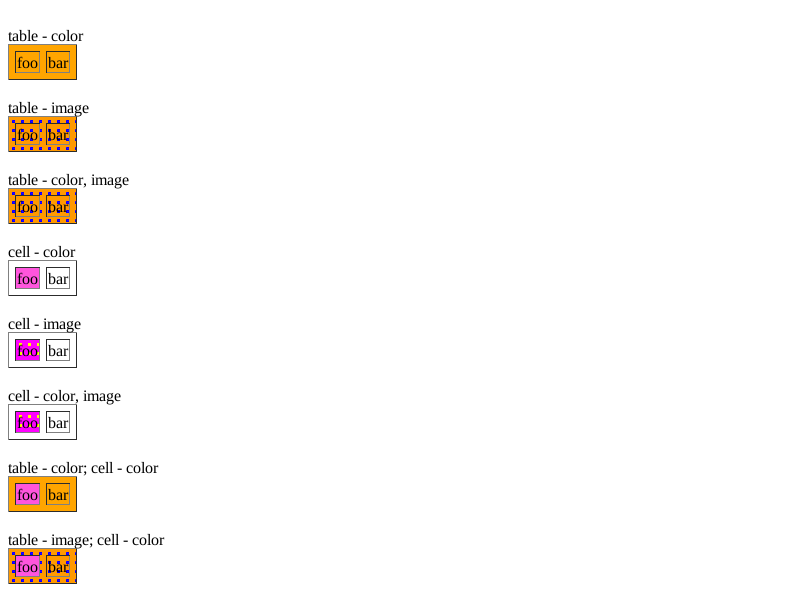 table - color
foo bar
table - image
foo bar
table - color, image
foo bar
cell - color
foo bar
cell - image
foo bar
cell - color, image
foo bar
table - color; cell - color
foo bar
table - image; cell - color
foo bar